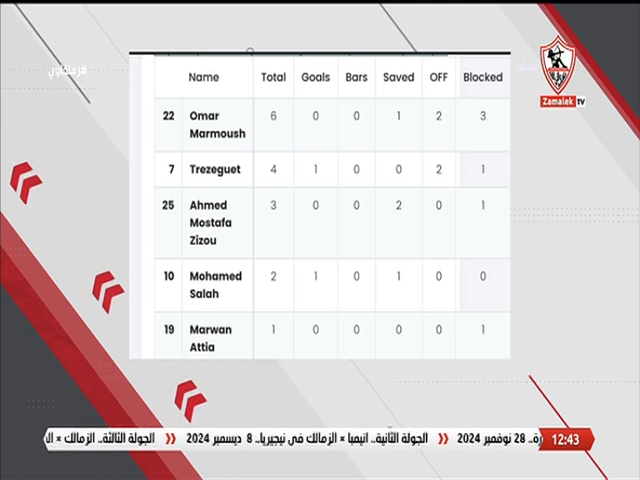 #زملكاوي
Zamalek TV
Name Total Goals Bars Saved OFF Blocked
22 Omar Marmoush 6 0 0 1 2 3
7 Trezeguet 4 1 0 0 2 1
25 Ahmed Mostafa Zizou 3 0 0 2 0 1
10 Mohamed Salah 2 1 0 1 0 0
19 Marwan Attia 1 0 0 0 0 1
28 نوفمبر 2024 الجولة الثانية.. انيمبا × الزمالك فى نيجيريا.. 8 ديسمبر 2024 الجولة الثالثة.. الزمالك ×
12:43